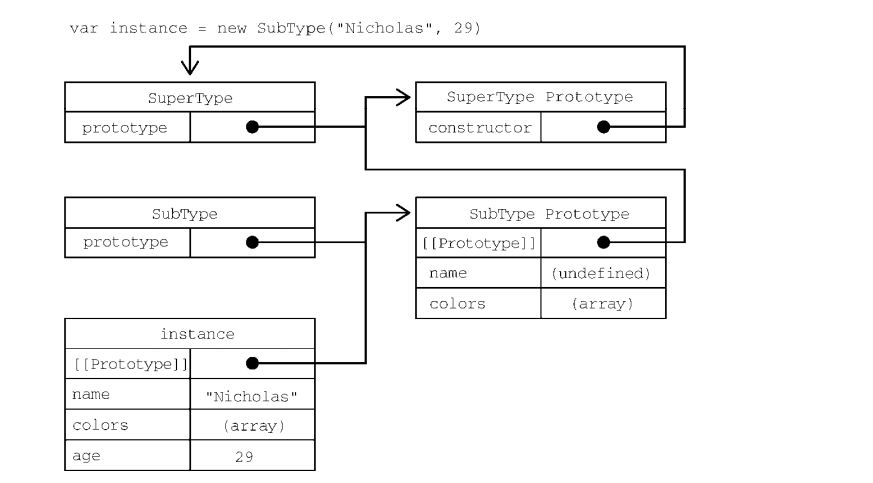 var instance = new SubType("Nicholas", 29)
SuperType
prototype
SuperType Prototype
constructor
SubType
prototype
SubType Prototype
[[Prototype]]
name (undefined)
colors (array)
instance
[[Prototype]]
name "Nicholas"
colors (array)
age 29